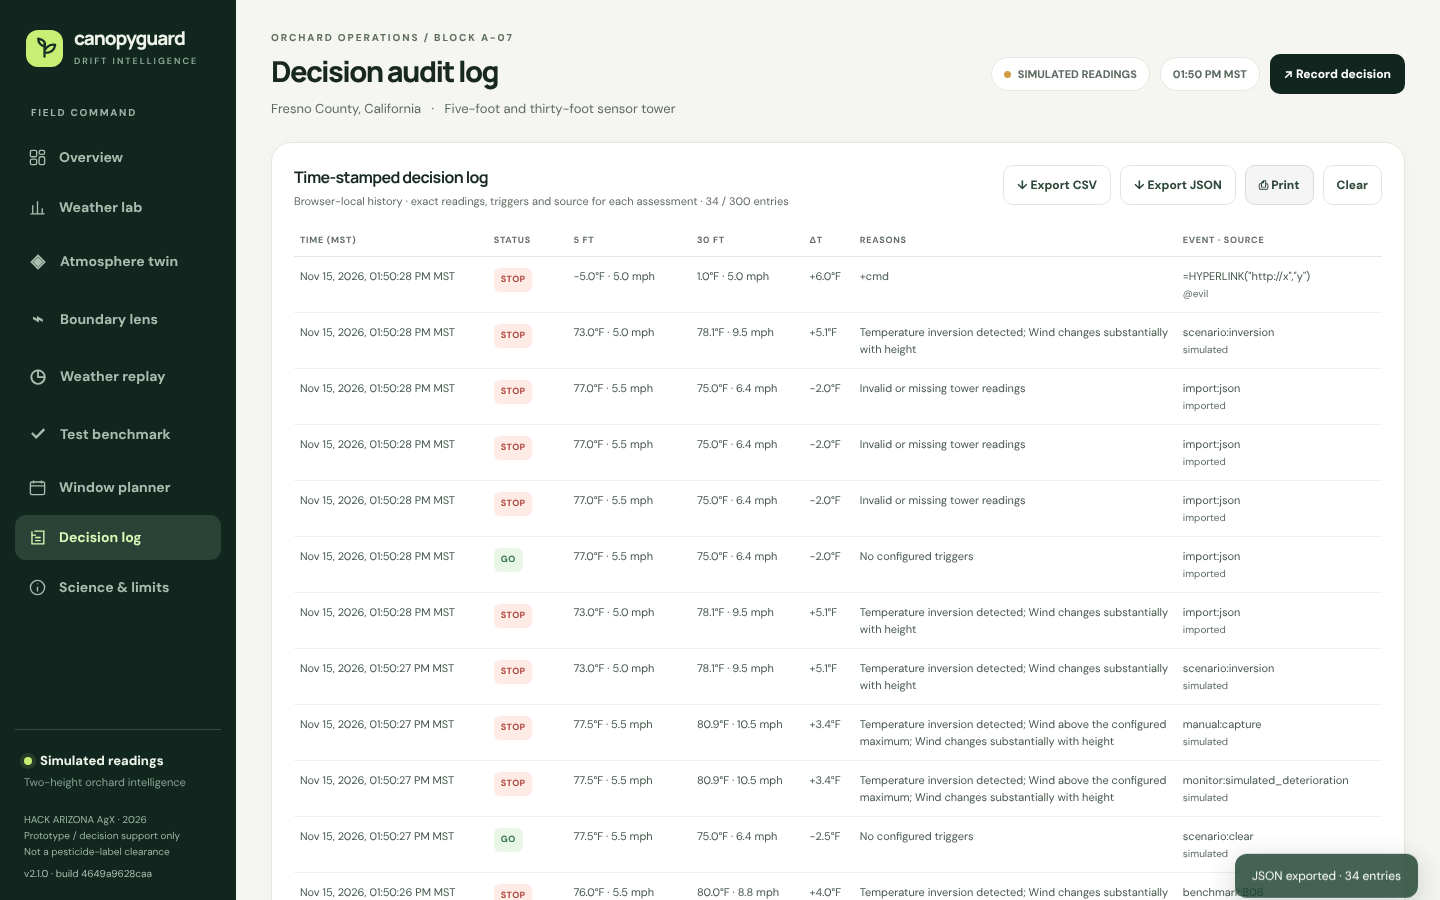 canopyguard
DRIFT INTELLIGENCE
FIELD COMMAND
Overview
Weather lab
Atmosphere twin
Boundary lens
Weather replay
Test benchmark
Window planner
Decision log
Science & limits
Simulated readings
Two-height orchard intelligence
HACK ARIZONA AgX · 2026
Prototype / decision support only
Not a pesticide-label clearance
v2.1.0 · build 4649a9628caa
ORCHARD OPERATIONS / BLOCK A-07
Decision audit log
Fresno County, California · Five-foot and thirty-foot sensor tower
SIMULATED READINGS
01:50 PM MST
↗ Record decision
Time-stamped decision log
Browser-local history · exact readings, triggers and source for each assessment · 34 / 300 entries
↓ Export CSV
↓ Export JSON
⎙ Print
Clear
TIME (MST) STATUS 5 FT 30 FT ΔT REASONS EVENT · SOURCE
Nov 15, 2026, 01:50:28 PM MST STOP -5.0°F · 5.0 mph 1.0°F · 5.0 mph +6.0°F +cmd =HYPERLINK("http://x","y")
@evil
Nov 15, 2026, 01:50:28 PM MST STOP 73.0°F · 5.0 mph 78.1°F · 9.5 mph +5.1°F Temperature inversion detected; Wind changes substantially scenario:inversion
with height simulated
Nov 15, 2026, 01:50:28 PM MST STOP 77.0°F · 5.5 mph 75.0°F · 6.4 mph -2.0°F Invalid or missing tower readings import:json
imported
Nov 15, 2026, 01:50:28 PM MST STOP 77.0°F · 5.5 mph 75.0°F · 6.4 mph -2.0°F Invalid or missing tower readings import:json
imported
Nov 15, 2026, 01:50:28 PM MST STOP 77.0°F · 5.5 mph 75.0°F · 6.4 mph -2.0°F Invalid or missing tower readings import:json
imported
Nov 15, 2026, 01:50:28 PM MST GO 77.0°F · 5.5 mph 75.0°F · 6.4 mph -2.0°F No configured triggers import:json
imported
Nov 15, 2026, 01:50:28 PM MST STOP 73.0°F · 5.0 mph 78.1°F · 9.5 mph +5.1°F Temperature inversion detected; Wind changes substantially import:json
with height imported
Nov 15, 2026, 01:50:27 PM MST STOP 73.0°F · 5.0 mph 78.1°F · 9.5 mph +5.1°F Temperature inversion detected; Wind changes substantially scenario:inversion
with height simulated
Nov 15, 2026, 01:50:27 PM MST STOP 77.5°F · 5.5 mph 80.9°F · 10.5 mph +3.4°F Temperature inversion detected; Wind above the configured manual:capture
maximum; Wind changes substantially with height simulated
Nov 15, 2026, 01:50:27 PM MST STOP 77.5°F · 5.5 mph 80.9°F · 10.5 mph +3.4°F Temperature inversion detected; Wind above the configured monitor:simulated_deterioration
maximum; Wind changes substantially with height simulated
Nov 15, 2026, 01:50:27 PM MST GO 77.5°F · 5.5 mph 75.0°F · 6.4 mph -2.5°F No configured triggers scenario:clear
simulated
Nov 15, 2026, 01:50:26 PM MST STOP 76.0°F · 5.5 mph 80.0°F · 8.8 mph +4.0°F Temperature inversion detected; Wind changes substantially benchmark:806
JSON exported · 34 entries